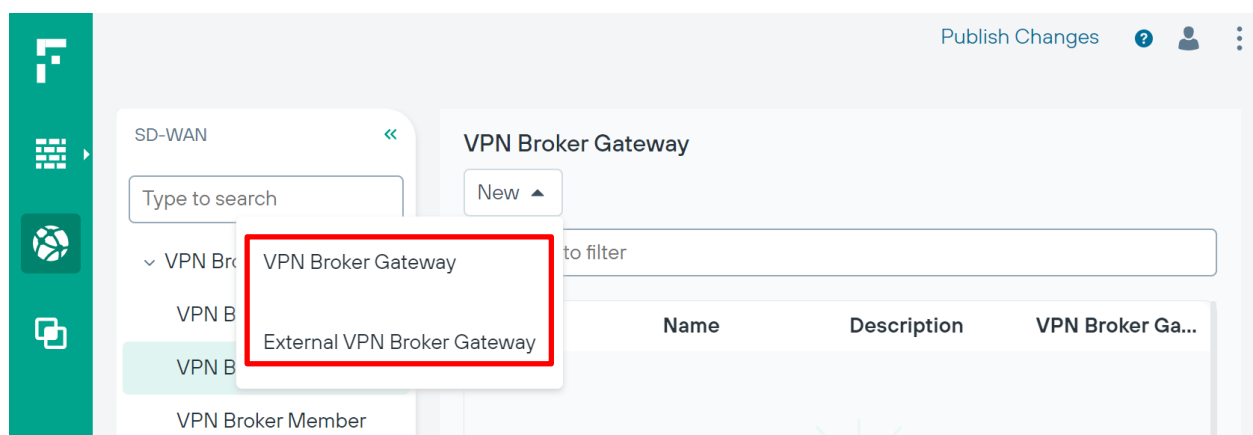 Publish Changes
SD-WAN
VPN Broker Gateway
Type to search
New
to filter
VPN Bro
VPN Broker Gateway
VPN B
External VPN Broker Gateway
VPN B
VPN Broker Member
Name Description VPN Broker Ga...